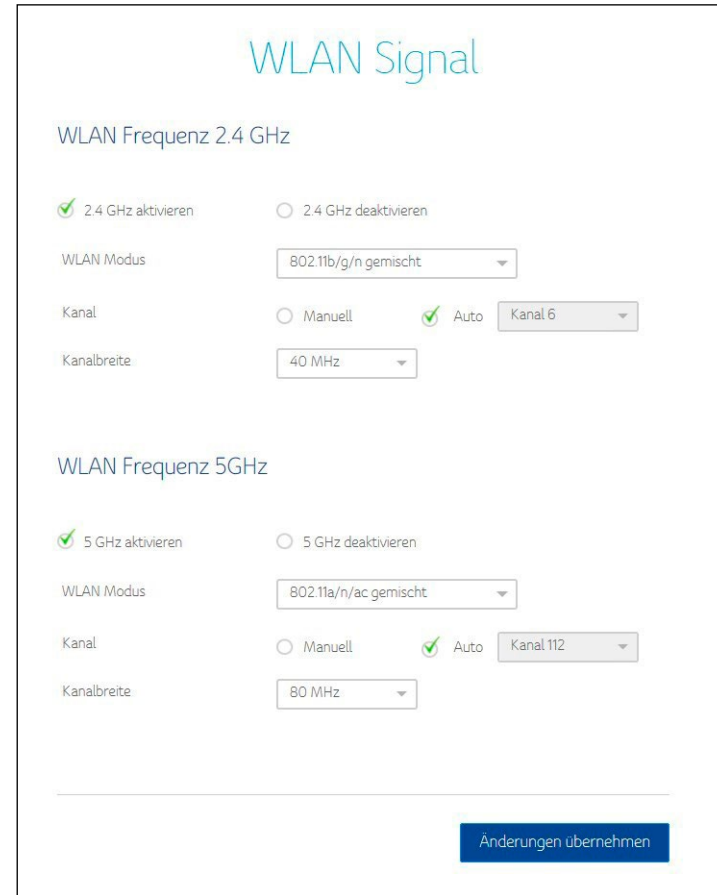 WLAN Signal
WLAN Frequenz 2.4 GHz
2.4 GHz aktivieren 2.4 GHz deaktivieren
WLAN Modus 802.11b/g/n gemischt
Kanal Manuell Auto Kanal 6
Kanalbreite 40 MHz
WLAN Frequenz 5GHz
5 GHz aktivieren 5 GHz deaktivieren
WLAN Modus 802.11a/n/ac gemischt
Kanal Manuell Auto Kanal 112
Kanalbreite 80 MHz
Änderungen übernehmen